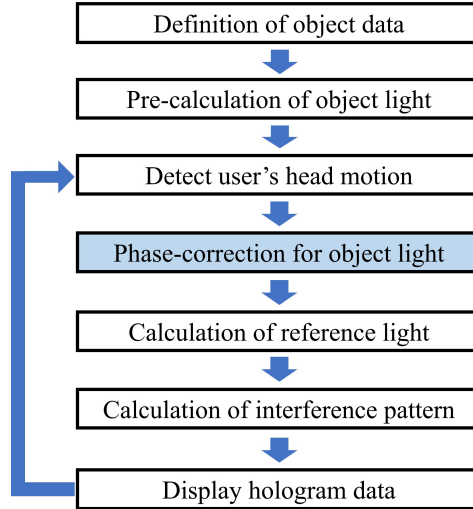 Definition of object data
Pre-calculation of object light
Detect user's head motion
Phase-correction for object light
Calculation of reference light
Calculation of interference pattern
Display hologram data